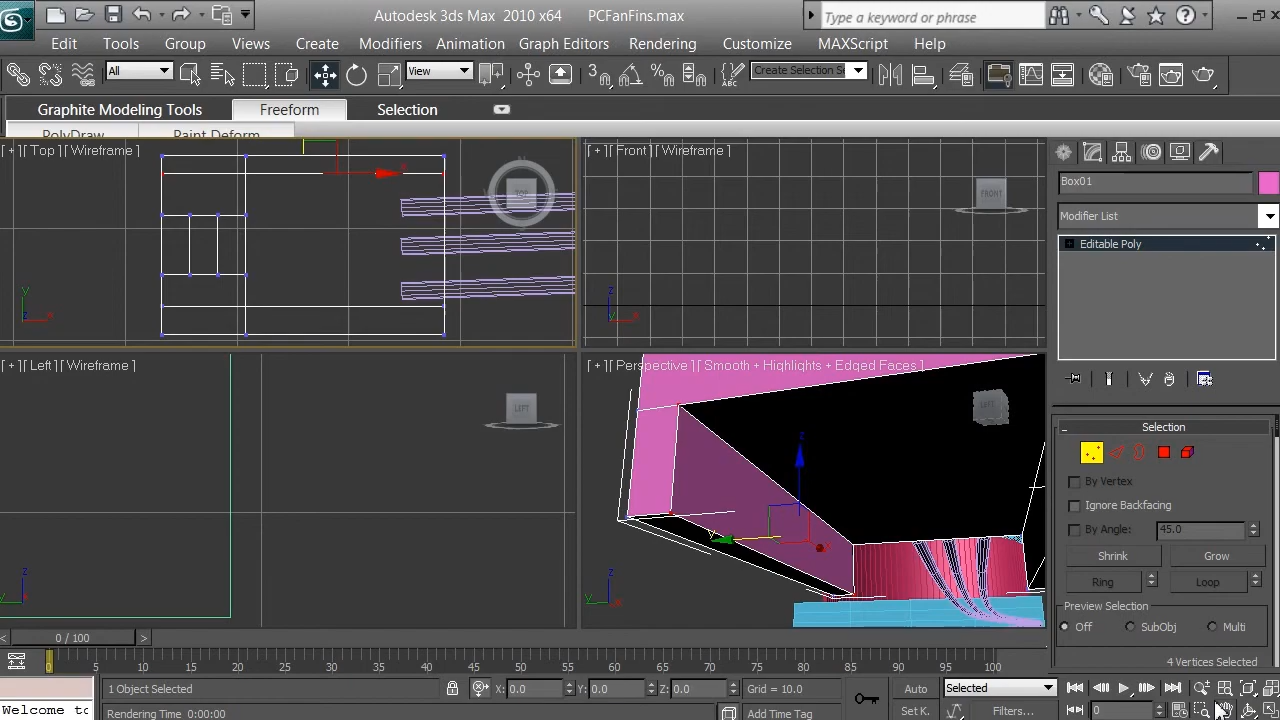 Autodesk 3ds Max 2010 x64 PCFanFins.max
Type a keyword or phrase
Edit Tools Group Views Create Modifiers Animation Graph Editors Rendering Customize MAXScript Help
All View Create Selection Se
Graphite Modeling Tools Freeform Selection
PolyDraw Paint Deform
[ + ] [ Top ] [ Wireframe ]
TOP
[ + ] [ Front ] [ Wireframe ]
FRONT
Box01
Modifier List
Editable Poly
[ + ] [ Left ] [ Wireframe ]
LEFT
[ + ] [ Perspective ] [ Smooth + Highlights + Edged Faces ]
LEFT
Selection
By Vertex
Ignore Backfacing
By Angle: 45.0
Shrink Grow
Ring Loop
Preview Selection
Off SubObj Multi
4 Vertices Selected
0 / 100
0 5 10 15 20 25 30 35 40 45 50 55 60 65 70 75 80 85 90 95 100
1 Object Selected X: 0.0 Y: 0.0 Z: 0.0 Grid = 10.0 Auto Selected
Welcome to Rendering Time 0:00:00 Add Time Tag Set K. Filters... 0